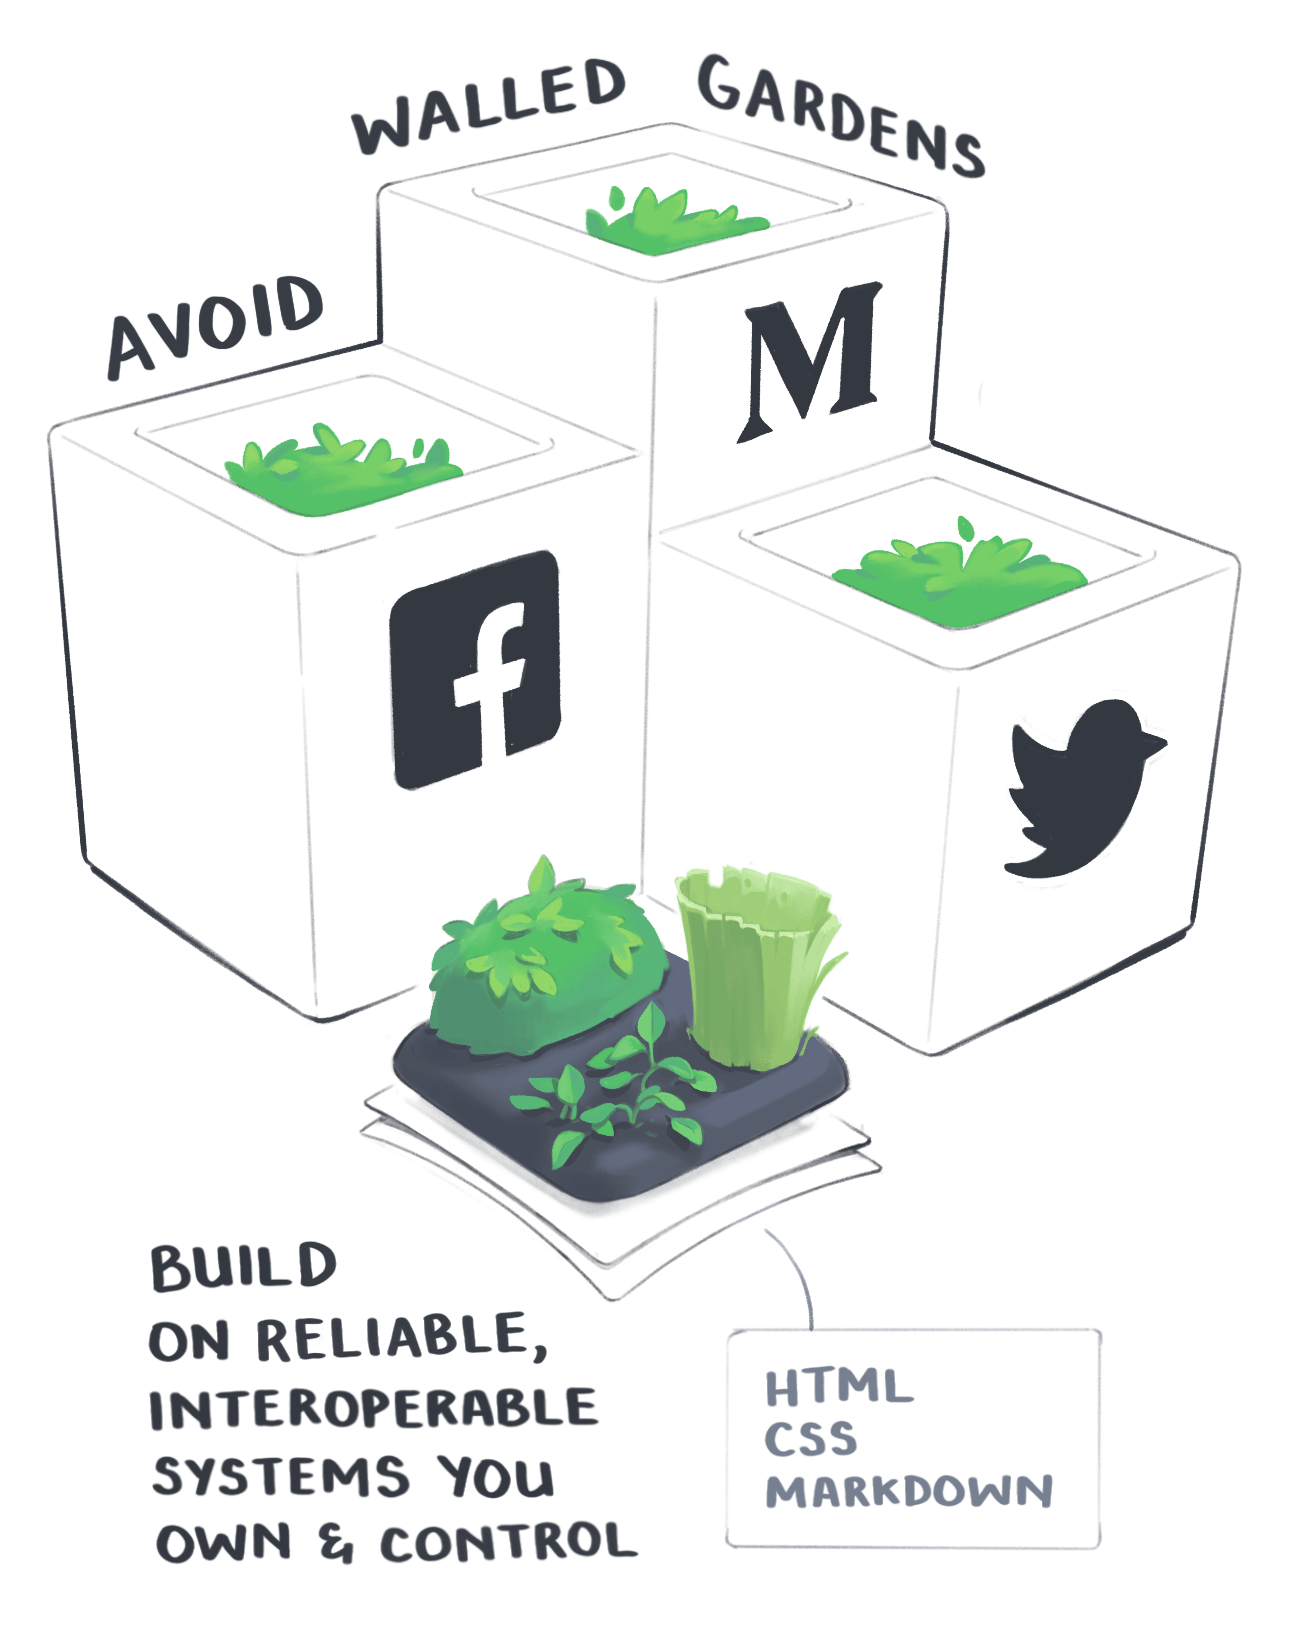 AVOID
WALLED GARDENS
M
f
BUILD
ON RELIABLE,
INTEROPERABLE
SYSTEMS YOU
OWN & CONTROL
HTML
CSS
MARKDOWN